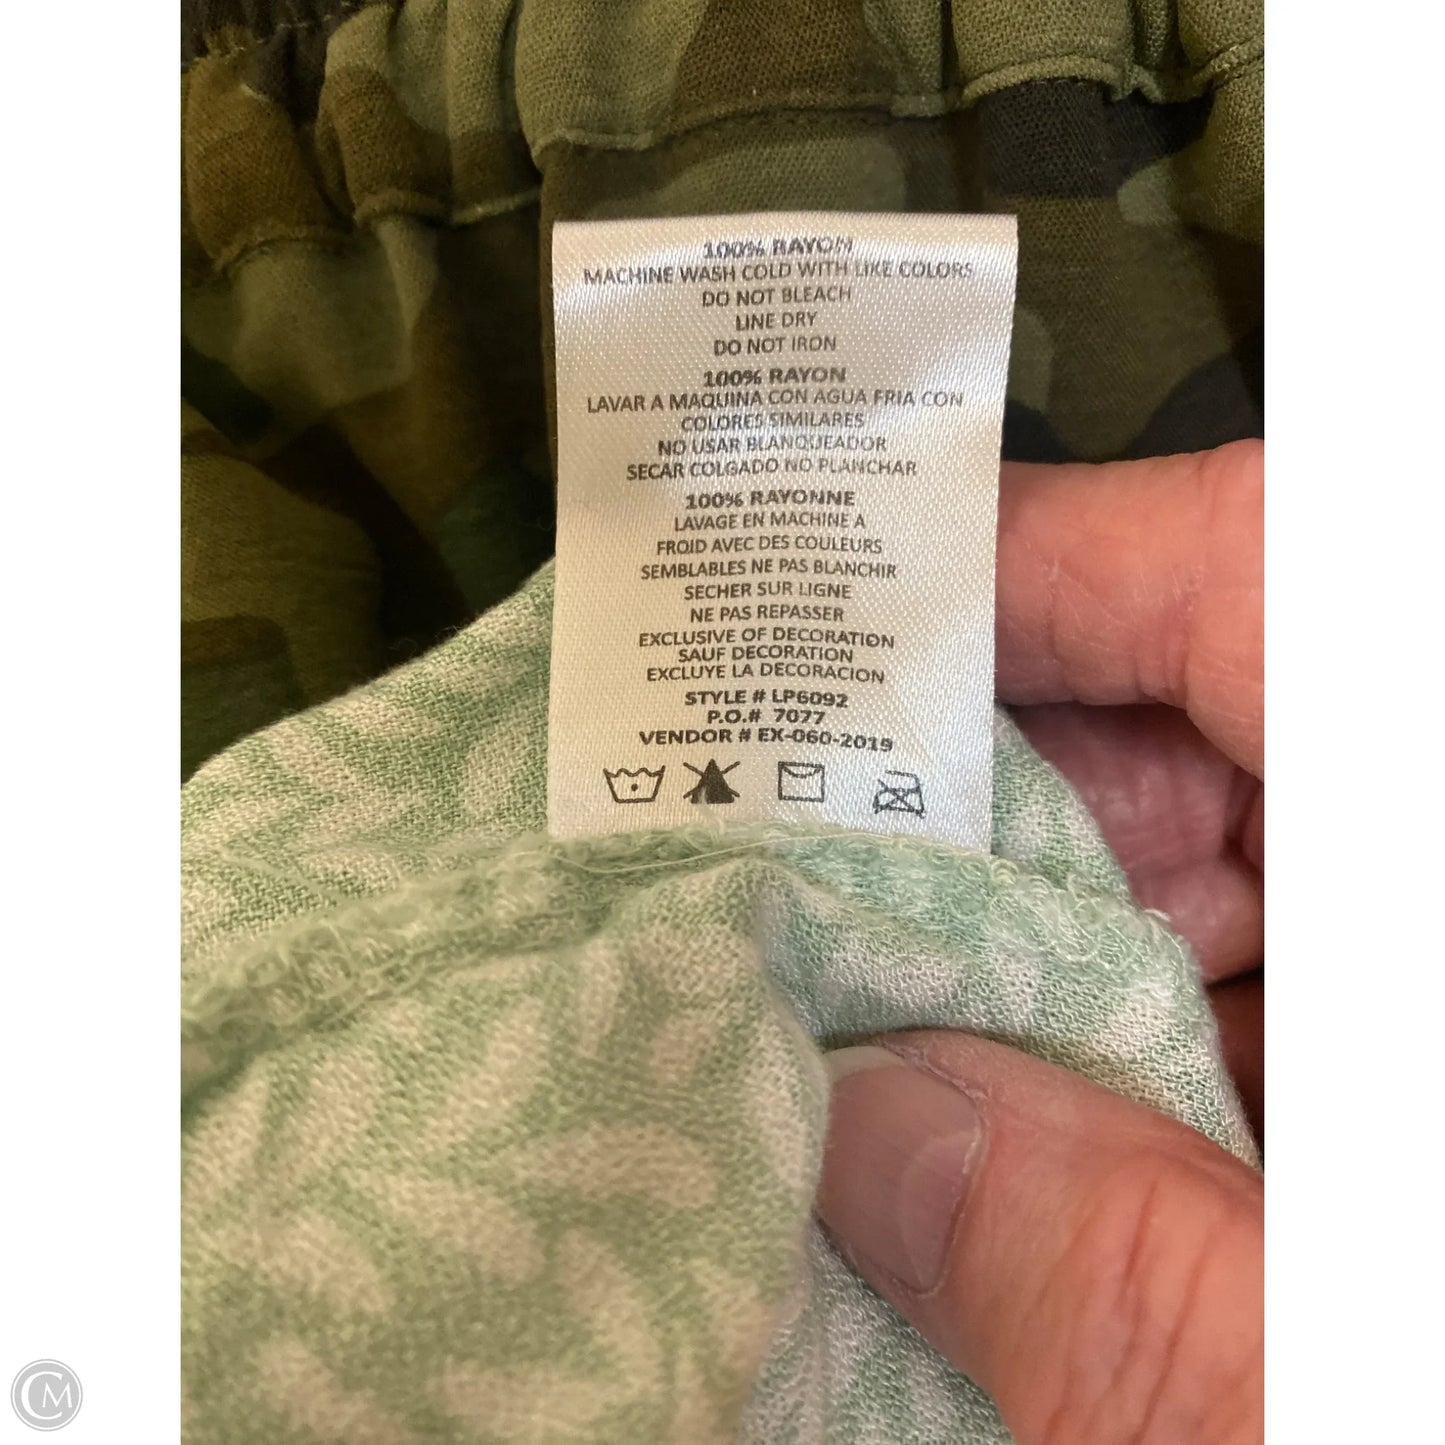 100% RAYON
MACHINE WASH COLD WITH LIKE COLORS
DO NOT BLEACH
LINE DRY
DO NOT IRON
100% RAYON
LAVAR A MAQUINA CON AGUA FRIA CON
COLORES SIMILARES
NO USAR BLANQUEADOR
SECAR COLGADO NO PLANCHAR
100% RAYONNE
LAVAGE EN MACHINE A
FROID AVEC DES COULEURS
SEMBLABLES NE PAS BLANCHIR
SECHER SUR LIGNE
NE PAS REPASSER
EXCLUSIVE OF DECORATION
SAUF DECORATION
EXCLUYE LA DECORACION
STYLE # LP6092
P.O.# 7077
VENDOR # EX-060-2019
CM